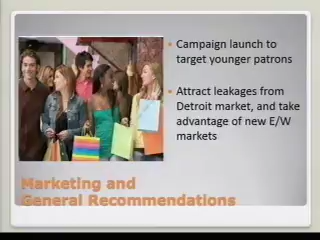 Campaign launch to
target younger patrons
Attract leakages from
Detroit market, and take
advantage of new E/W
markets
Marketing and
General Recommendations